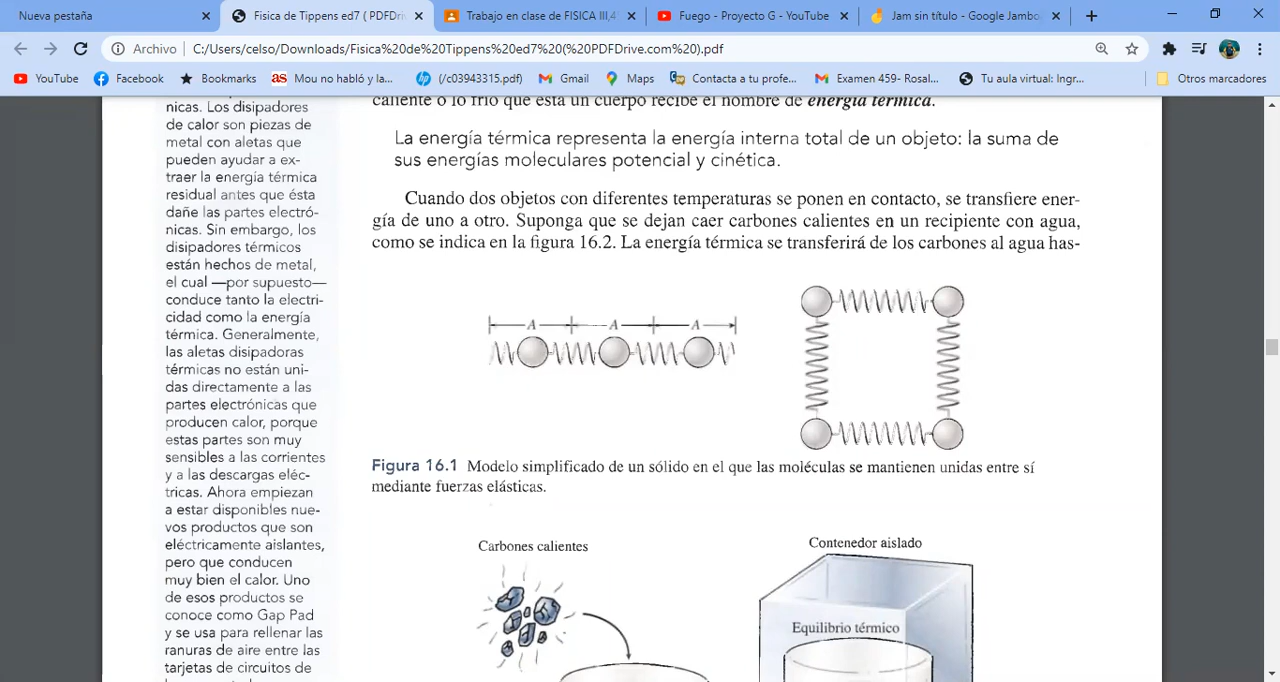 Nueva pestaña
Fisica de Tippens ed7 ( PDFDri
Trabajo en clase de FISICA III,4
Fuego - Proyecto G - YouTube
Jam sin título - Google Jambo
Archivo
C:/Users/celso/Downloads/Fisica%20de%20Tippens%20ed7%20(%20PDFDrive.com%20).pdf
YouTube
Facebook
Bookmarks
Mou no habló y la...
(/c03943315.pdf)
Gmail
Maps
Contacta a tu profe...
Examen 459- Rosal...
Tu aula virtual: Ingr...
Otros marcadores
nicas. Los disipadores
de calor son piezas de
metal con aletas que
pueden ayudar a ex-
traer la energía térmica
residual antes que ésta
dañe las partes electró-
nicas. Sin embargo, los
disipadores térmicos
están hechos de metal,
el cual —por supuesto—
conduce tanto la electri-
cidad como la energía
térmica. Generalmente,
las aletas disipadoras
térmicas no están uni-
das directamente a las
partes electrónicas que
producen calor, porque
estas partes son muy
sensibles a las corrientes
y a las descargas eléc-
tricas. Ahora empiezan
a estar disponibles nue-
vos productos que son
eléctricamente aislantes,
pero que conducen
muy bien el calor. Uno
de esos productos se
conoce como Gap Pad
y se usa para rellenar las
ranuras de aire entre las
tarjetas de circuitos de
caliente o lo frío que está un cuerpo recibe el nombre de energía térmica.
La energía térmica representa la energía interna total de un objeto: la suma de
sus energías moleculares potencial y cinética.
Cuando dos objetos con diferentes temperaturas se ponen en contacto, se transfiere ener-
gía de uno a otro. Suponga que se dejan caer carbones calientes en un recipiente con agua,
como se indica en la figura 16.2. La energía térmica se transferirá de los carbones al agua has-
A A A
Figura 16.1 Modelo simplificado de un sólido en el que las moléculas se mantienen unidas entre sí
mediante fuerzas elásticas.
Carbones calientes
Contenedor aislado
Equilibrio térmico